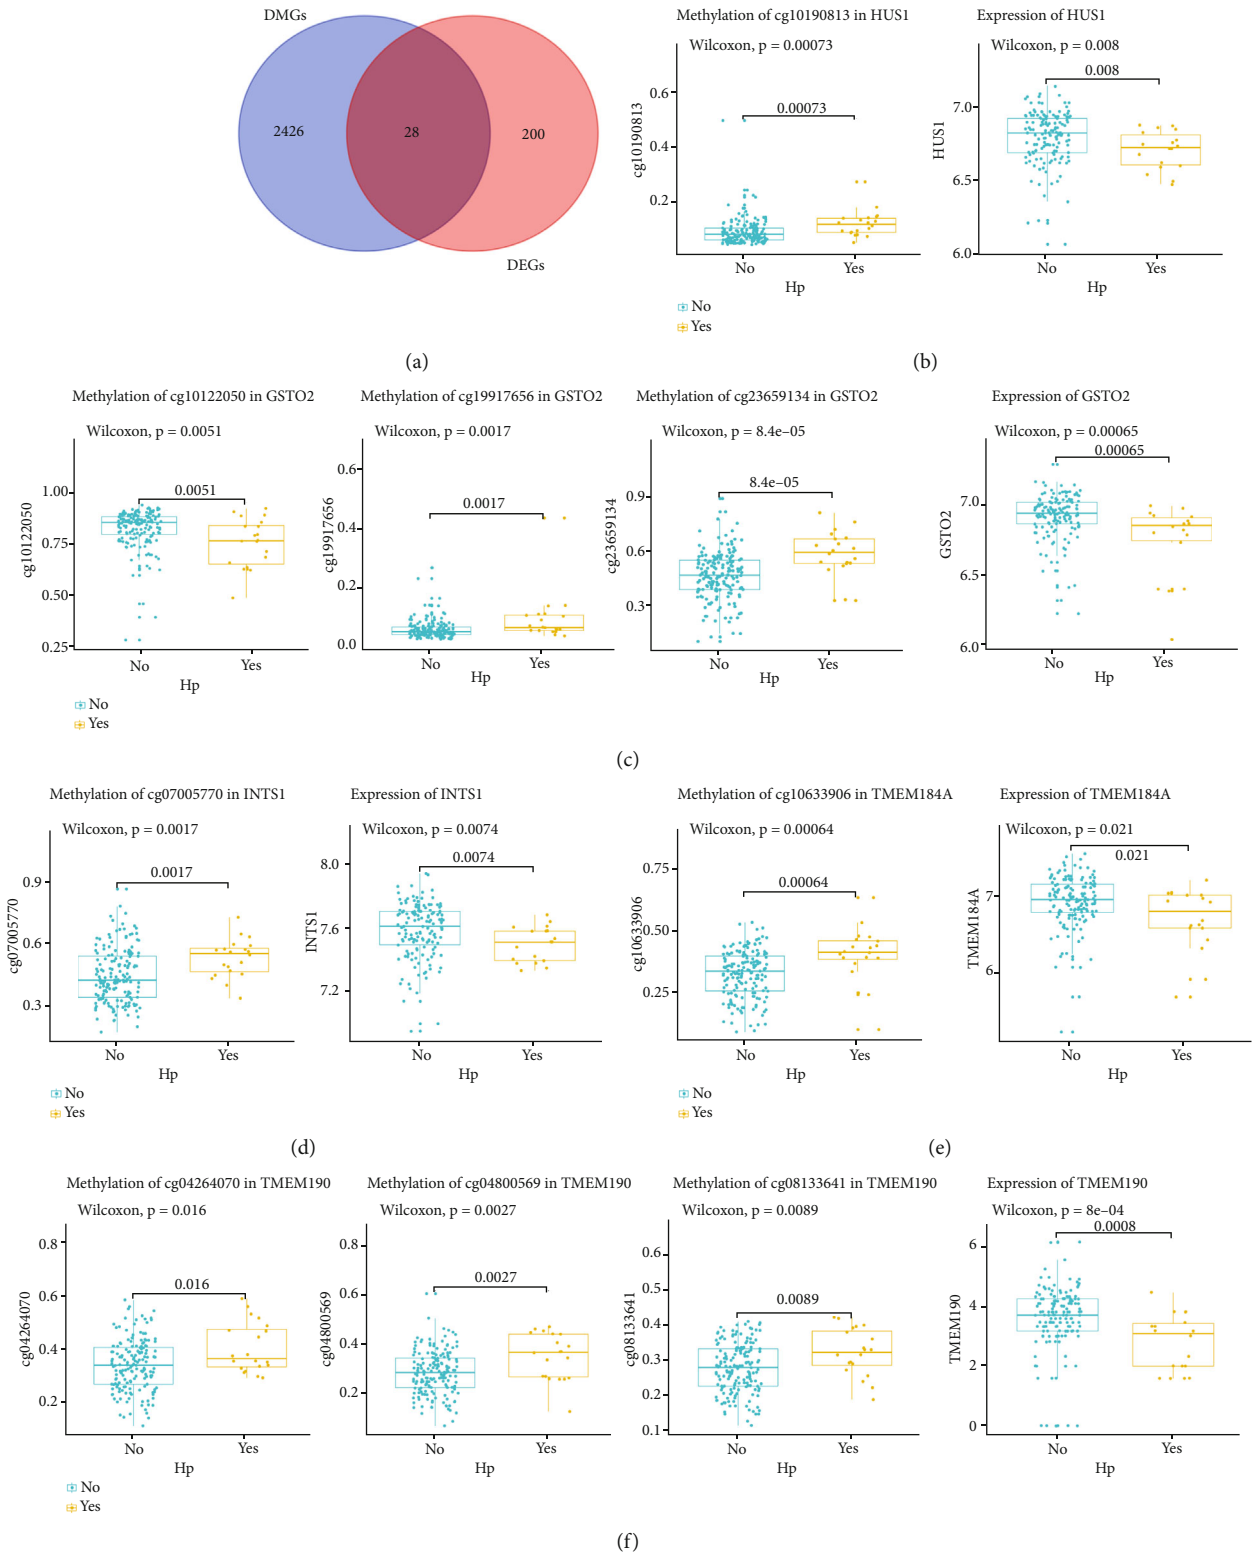 DMGs
2426
28
200
DEGs
(a)
Methylation of cg10190813 in HUS1
Wilcoxon, p = 0.00073
0.00073
cg10190813
0.6
0.4
0.2
No
Yes
Hp
No
Yes
Expression of HUS1
Wilcoxon, p = 0.008
0.008
HUS1
7.0
6.5
6.0
No
Yes
Hp
(b)
Methylation of cg10122050 in GSTO2
Wilcoxon, p = 0.0051
0.0051
cg10122050
1.00
0.75
0.50
0.25
No
Yes
Hp
No
Yes
Methylation of cg19917656 in GSTO2
Wilcoxon, p = 0.0017
0.0017
cg19917656
0.6
0.4
0.2
0.0
No
Yes
Hp
Methylation of cg23659134 in GSTO2
Wilcoxon, p = 8.4e–05
8.4e–05
cg23659134
0.9
0.6
0.3
No
Yes
Hp
Expression of GSTO2
Wilcoxon, p = 0.00065
0.00065
GSTO2
7.0
6.5
6.0
No
Yes
Hp
(c)
Methylation of cg07005770 in INTS1
Wilcoxon, p = 0.0017
0.0017
cg07005770
0.9
0.6
0.3
No
Yes
Hp
No
Yes
Expression of INTS1
Wilcoxon, p = 0.0074
0.0074
INTS1
8.0
7.6
7.2
No
Yes
Hp
(d)
Methylation of cg10633906 in TMEM184A
Wilcoxon, p = 0.00064
0.00064
cg10633906
0.75
0.50
0.25
No
Yes
Hp
No
Yes
Expression of TMEM184A
Wilcoxon, p = 0.021
0.021
TMEM184A
7
6
No
Yes
Hp
(e)
Methylation of cg04264070 in TMEM190
Wilcoxon, p = 0.016
0.016
cg04264070
0.8
0.6
0.4
0.2
No
Yes
Hp
No
Yes
Methylation of cg04800569 in TMEM190
Wilcoxon, p = 0.0027
0.0027
cg04800569
0.8
0.6
0.4
0.2
No
Yes
Hp
Methylation of cg08133641 in TMEM190
Wilcoxon, p = 0.0089
0.0089
cg08133641
0.6
0.5
0.4
0.3
0.2
0.1
No
Yes
Hp
Expression of TMEM190
Wilcoxon, p = 8e–04
0.0008
TMEM190
6
4
2
0
No
Yes
Hp
(f)